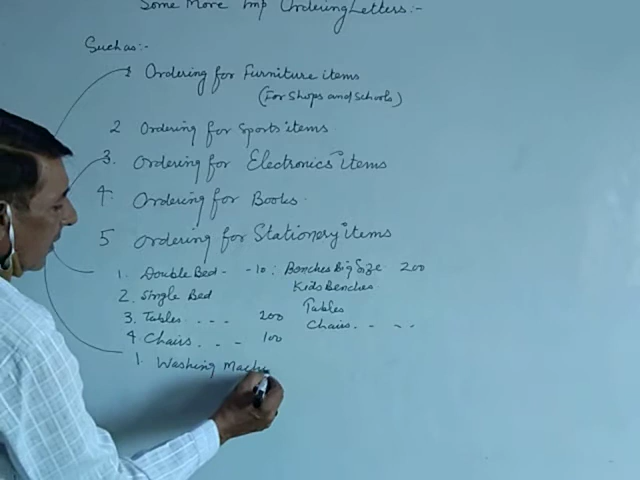 Some More Imp Ordering Letters:-
Such as:-
1 Ordering for Furniture items
(For Shops and Schools)
2 Ordering for Sports items
3. Ordering for Electronics items
4. Ordering for Books.
5 Ordering for Stationery items
1. Double Bed - -10 : Benches Big Size 200
2. Single Bed Kids Benches
3. Tables . . . . 200 Tables
4. Chairs . . . - 100 Chairs. - . .
1. Washing Machi